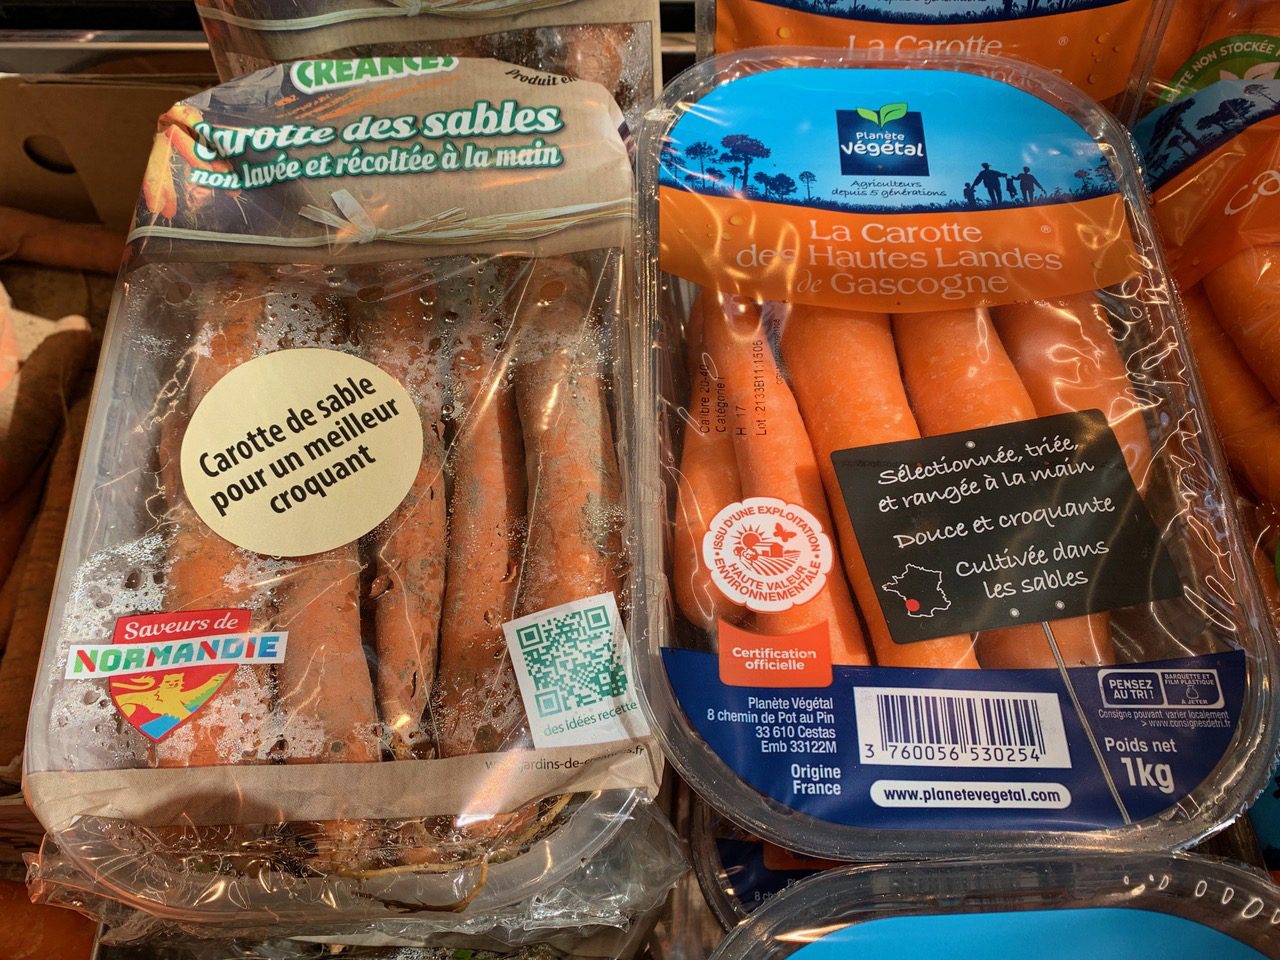 CRÉANCES
Produit en
Carotte des sables
non lavée et récoltée à la main
Carotte de sable
pour un meilleur
croquant
Saveurs de
NORMANDIE
des idées recette
La Carotte
®
NON STOCKÉE
Planète
végétal
Agriculteurs
depuis 5 générations
La Carotte ®
des Hautes Landes
de Gascogne
Calibre 20-40
Catégorie
H 17
Lot 2133B11:1506
Sélectionnée, triée,
et rangée à la main
Douce et croquante
Cultivée dans
les sables
ISSU D'UNE EXPLOITATION
HAUTE VALEUR
ENVIRONNEMENTALE
Certification
officielle
Planète Végétal
8 chemin de Pot au Pin
33 610 Cestas
Emb 33122M
Origine
France
3 760056 530254
www.planetevegetal.com
PENSEZ
AU TRI !
BARQUETTE ET
FILM PLASTIQUE
À JETER
Consigne pouvant varier localement
> www.consignesdetri.fr
Poids net
1kg